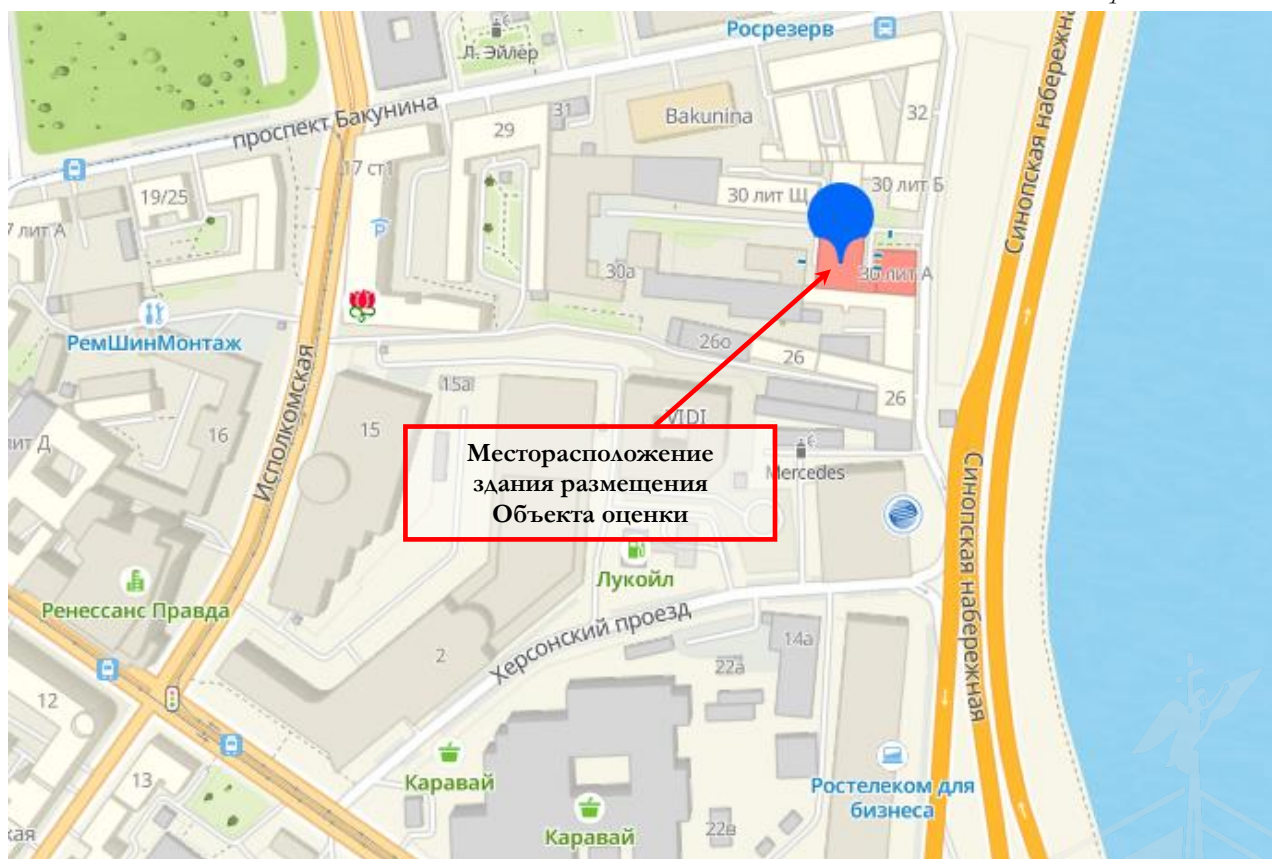 Росрезерв
Л. Эйлер
проспект Бакунина
31
29
Bakunina
32
17 ст1
19/25
30 лит Щ
30 лит Б
7 лит А
P
30а
30 лит А
Синопская набережна
РемШинМонтаж
26о
26
15а
26
VIDI
16
15
Исполкомская
Месторасположение
здания размещения
Объекта оценки
Mercedes
Синопская набережная
Лукойл
Ренессанс Правда
Херсонский проезд
14а
2
22а
12
13
Каравай
Ростелеком для
бизнеса
Каравай
22в